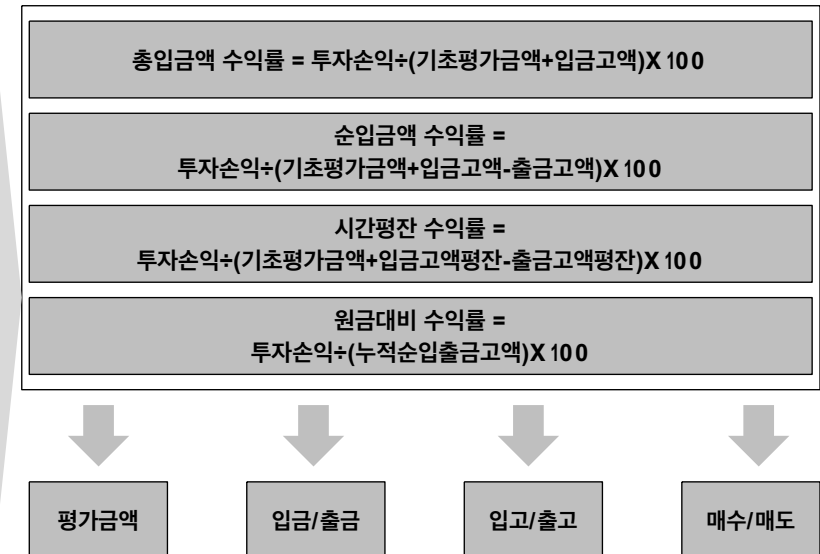 총입금액 수익률 = 투자손익÷(기초평가금액+입금고액)X 100
순입금액 수익률 =
투자손익÷(기초평가금액+입금고액-출금고액)X 100
시간평잔 수익률 =
투자손익÷(기초평가금액+입금고액평잔-출금고액평잔)X 100
원금대비 수익률 =
투자손익÷(누적순입출금고액)X 100
평가금액
입금/출금
입고/출고
매수/매도